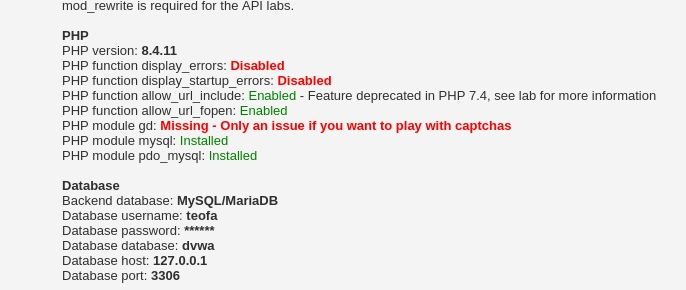 mod_rewrite is required for the API labs.
PHP
PHP version: 8.4.11
PHP function display_errors: Disabled
PHP function display_startup_errors: Disabled
PHP function allow_url_include: Enabled - Feature deprecated in PHP 7.4, see lab for more information
PHP function allow_url_fopen: Enabled
PHP module gd: Missing - Only an issue if you want to play with captchas
PHP module mysql: Installed
PHP module pdo_mysql: Installed
Database
Backend database: MySQL/MariaDB
Database username: teofa
Database password: ******
Database database: dvwa
Database host: 127.0.0.1
Database port: 3306